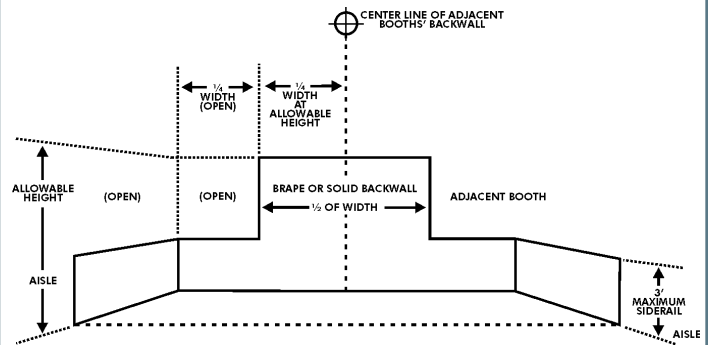 CENTER LINE OF ADJACENT
BOOTHS' BACKWALL
¼
WIDTH
(OPEN)
¼
WIDTH
AT
ALLOWABLE
HEIGHT
ALLOWABLE
HEIGHT
(OPEN)
(OPEN)
BRAPE OR SOLID BACKWALL
½ OF WIDTH
ADJACENT BOOTH
AISLE
3'
MAXIMUM
SIDERAIL
AISLE